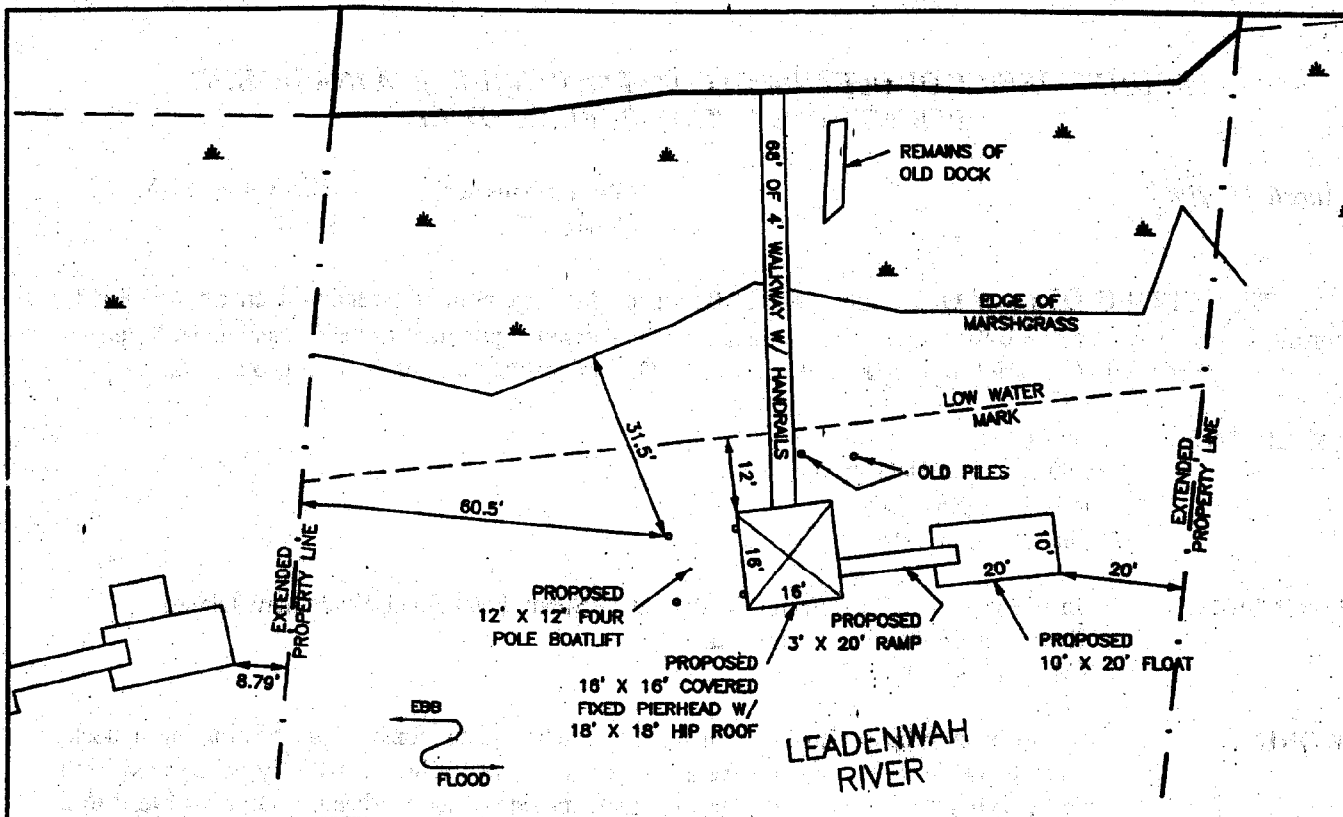 REMAINS OF
OLD DOCK
68' OF 4' WALKWAY W/ HANDRAILS
EDGE OF
MARSHGRASS
LOW WATER
MARK
31.5'
12'
OLD PILES
60.5'
EXTENDED
PROPERTY LINE
EXTENDED
PROPERTY LINE
16'
16'
10'
20'
20'
PROPOSED
12' X 12' FOUR
POLE BOATLIFT
PROPOSED
3' X 20' RAMP
PROPOSED
10' X 20' FLOAT
PROPOSED
16' X 16' COVERED
FIXED PIERHEAD W/
18' X 18' HIP ROOF
8.79'
EBB
FLOOD
LEADENWAH
RIVER